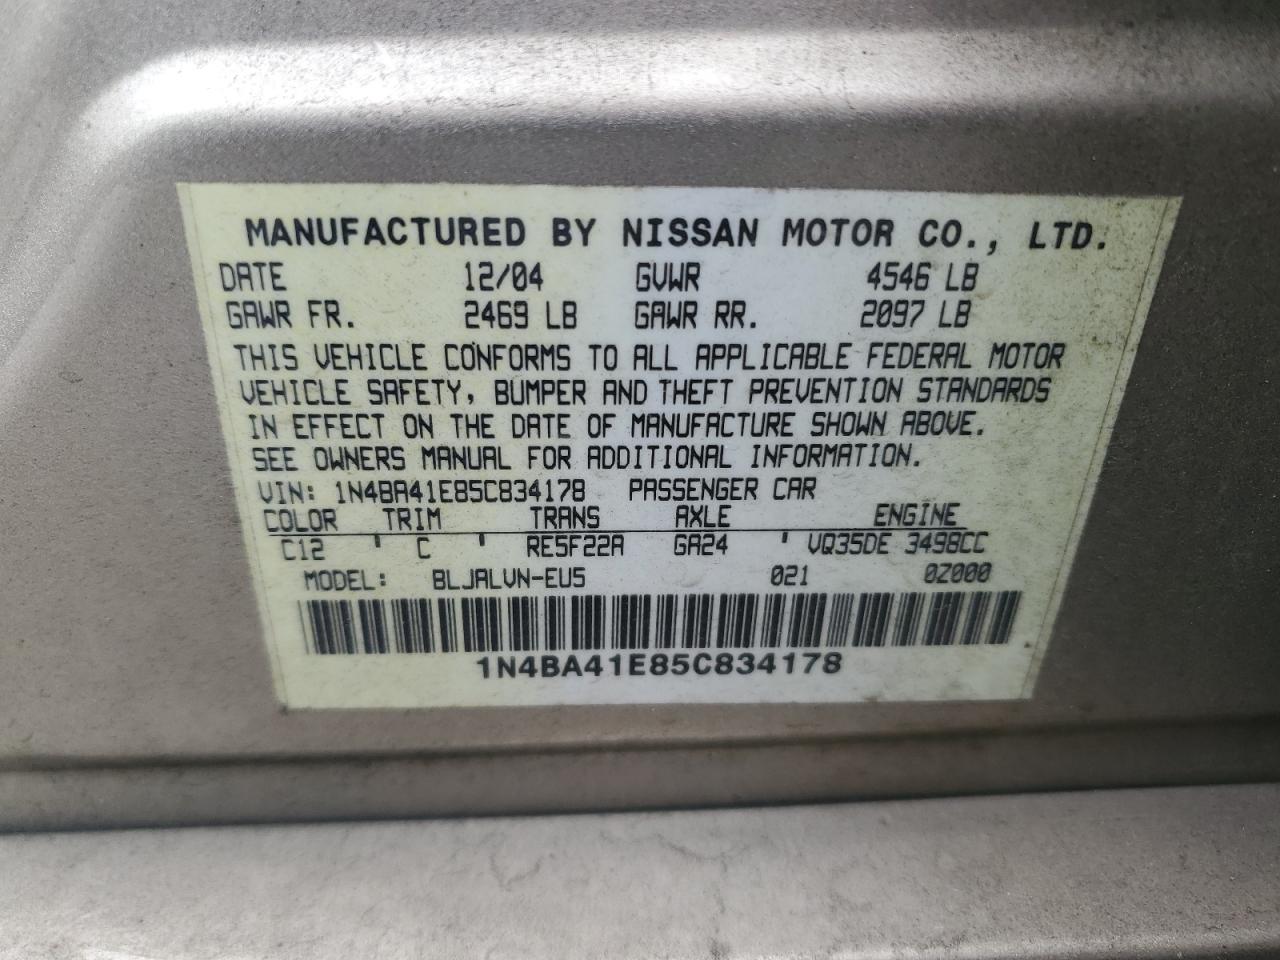 MANUFACTURED BY NISSAN MOTOR CO., LTD.
DATE 12/04 GVWR 4546 LB
GAWR FR. 2469 LB GAWR RR. 2097 LB
THIS VEHICLE CONFORMS TO ALL APPLICABLE FEDERAL MOTOR
VEHICLE SAFETY, BUMPER AND THEFT PREVENTION STANDARDS
IN EFFECT ON THE DATE OF MANUFACTURE SHOWN ABOVE.
SEE OWNERS MANUAL FOR ADDITIONAL INFORMATION.
VIN: 1N4BA41E85C834178 PASSENGER CAR
COLOR TRIM TRANS AXLE ENGINE
C12 ' C ' RE5F22A GA24 ' VQ35DE 3498CC
MODEL: BLJALVN-EU5 021 0Z000
1N4BA41E85C834178